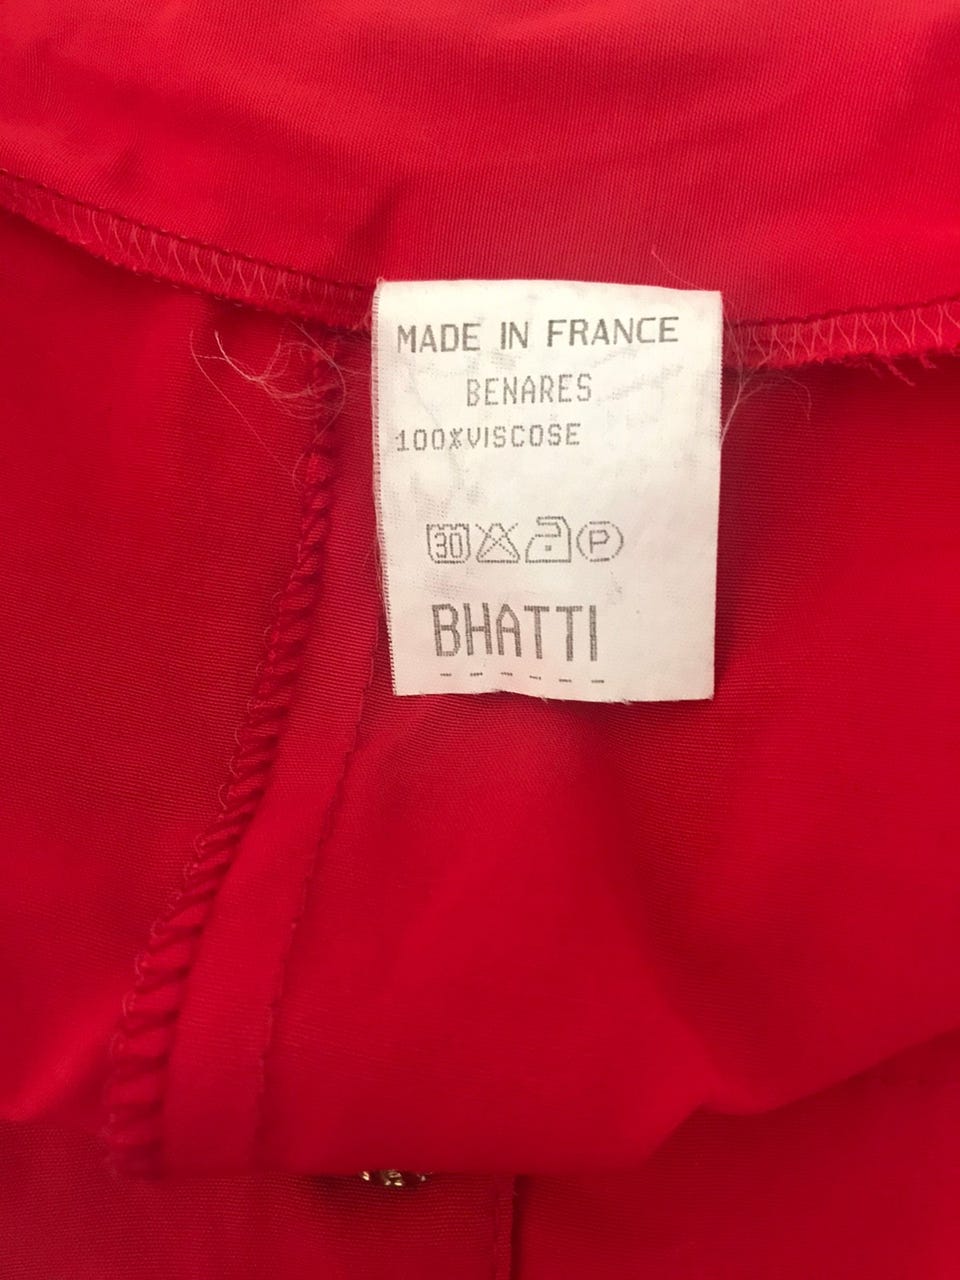 MADE IN FRANCE
BENARES
100%VISCOSE
30 P
BHATTI